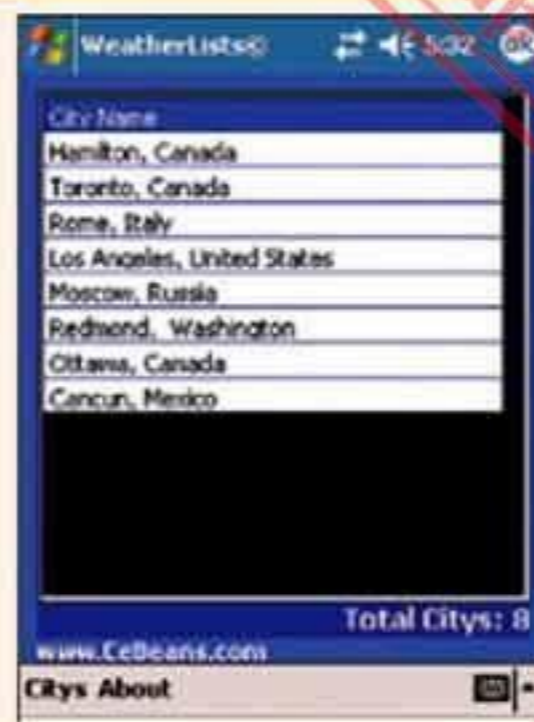 WeatherLists© 5:32 ok
City Name
Hamilton, Canada
Toronto, Canada
Rome, Italy
Los Angeles, United States
Moscow, Russia
Redmond, Washington
Ottawa, Canada
Cancun, Mexico
Total Citys: 8
www.CeBeans.com
Citys About